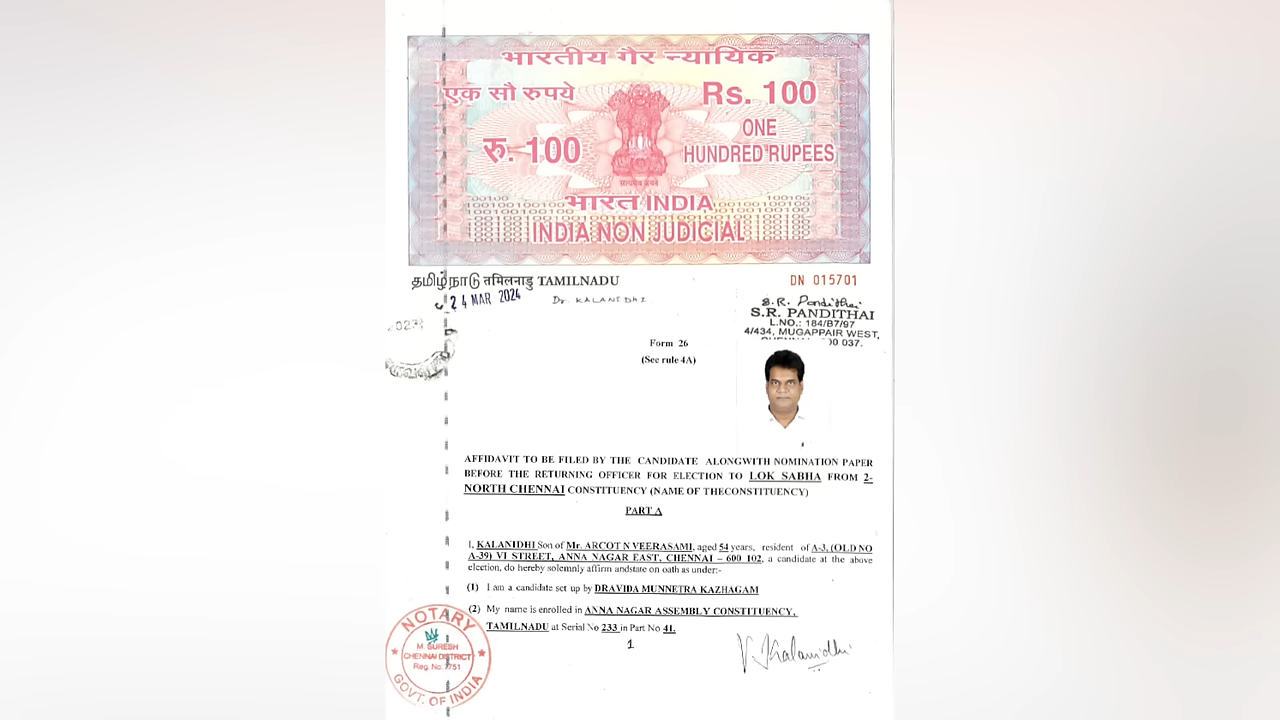 भारतीय गैर न्यायिक
एक सौ रुपये Rs. 100
रु. 100 ONE
HUNDRED RUPEES
सत्यमेव जयते
भारत INDIA
INDIA NON JUDICIAL
தமிழ்நாடு तमिलनाडु TAMILNADU DN 015701
24 MAR 2024 Dr. KALANIDHI
S.R. Pandithai
S.R. PANDITHAI
L.NO.: 184/B7/97
4/434, MUGAPPAIR WEST,
Form 26
(See rule 4A)
AFFIDAVIT TO BE FILED BY THE CANDIDATE ALONGWITH NOMINATION PAPER
BEFORE THE RETURNING OFFICER FOR ELECTION TO LOK SABHA FROM 2-
NORTH CHENNAI CONSTITUENCY (NAME OF THECONSTITUENCY)
PART A
I, KALANIDHI Son of Mr. ARCOT N VEERASAMI, aged 54 years, resident of A-3, (OLD NO
A-39) VI STREET, ANNA NAGAR EAST, CHENNAI – 600 102, a candidate at the above
election, do hereby solemnly affirm andstate on oath as under:-
(1) I am a candidate set up by DRAVIDA MUNNETRA KAZHAGAM
(2) My name is enrolled in ANNA NAGAR ASSEMBLY CONSTITUENCY,
TAMILNADU at Serial No 233 in Part No 41.
1
V. Kalanidhi
NOTARY
M. SURESH
CHENNAI DISTRICT
Reg. No. 7751
GOVT. OF INDIA